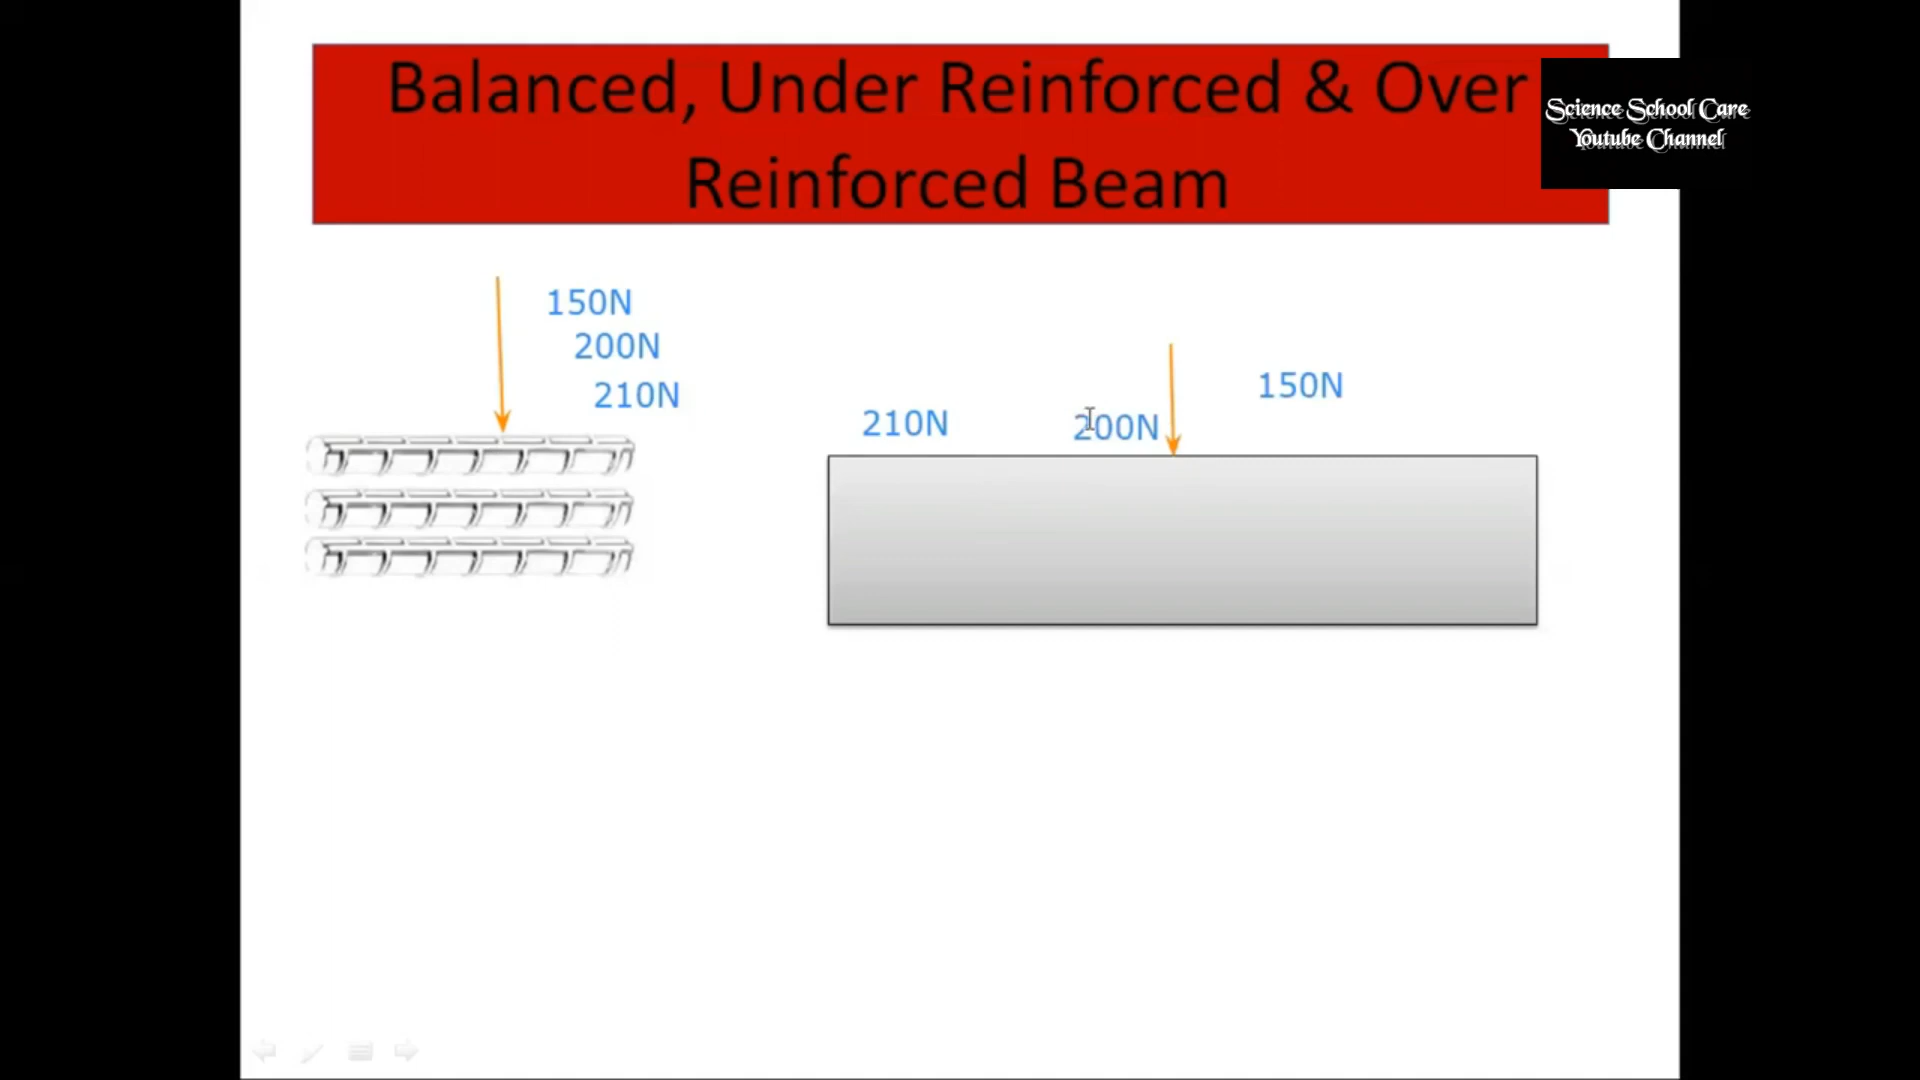 Balanced, Under Reinforced & Over
Reinforced Beam
Science School Care
Youtube Channel
150N
200N
210N
150N
210N
200N